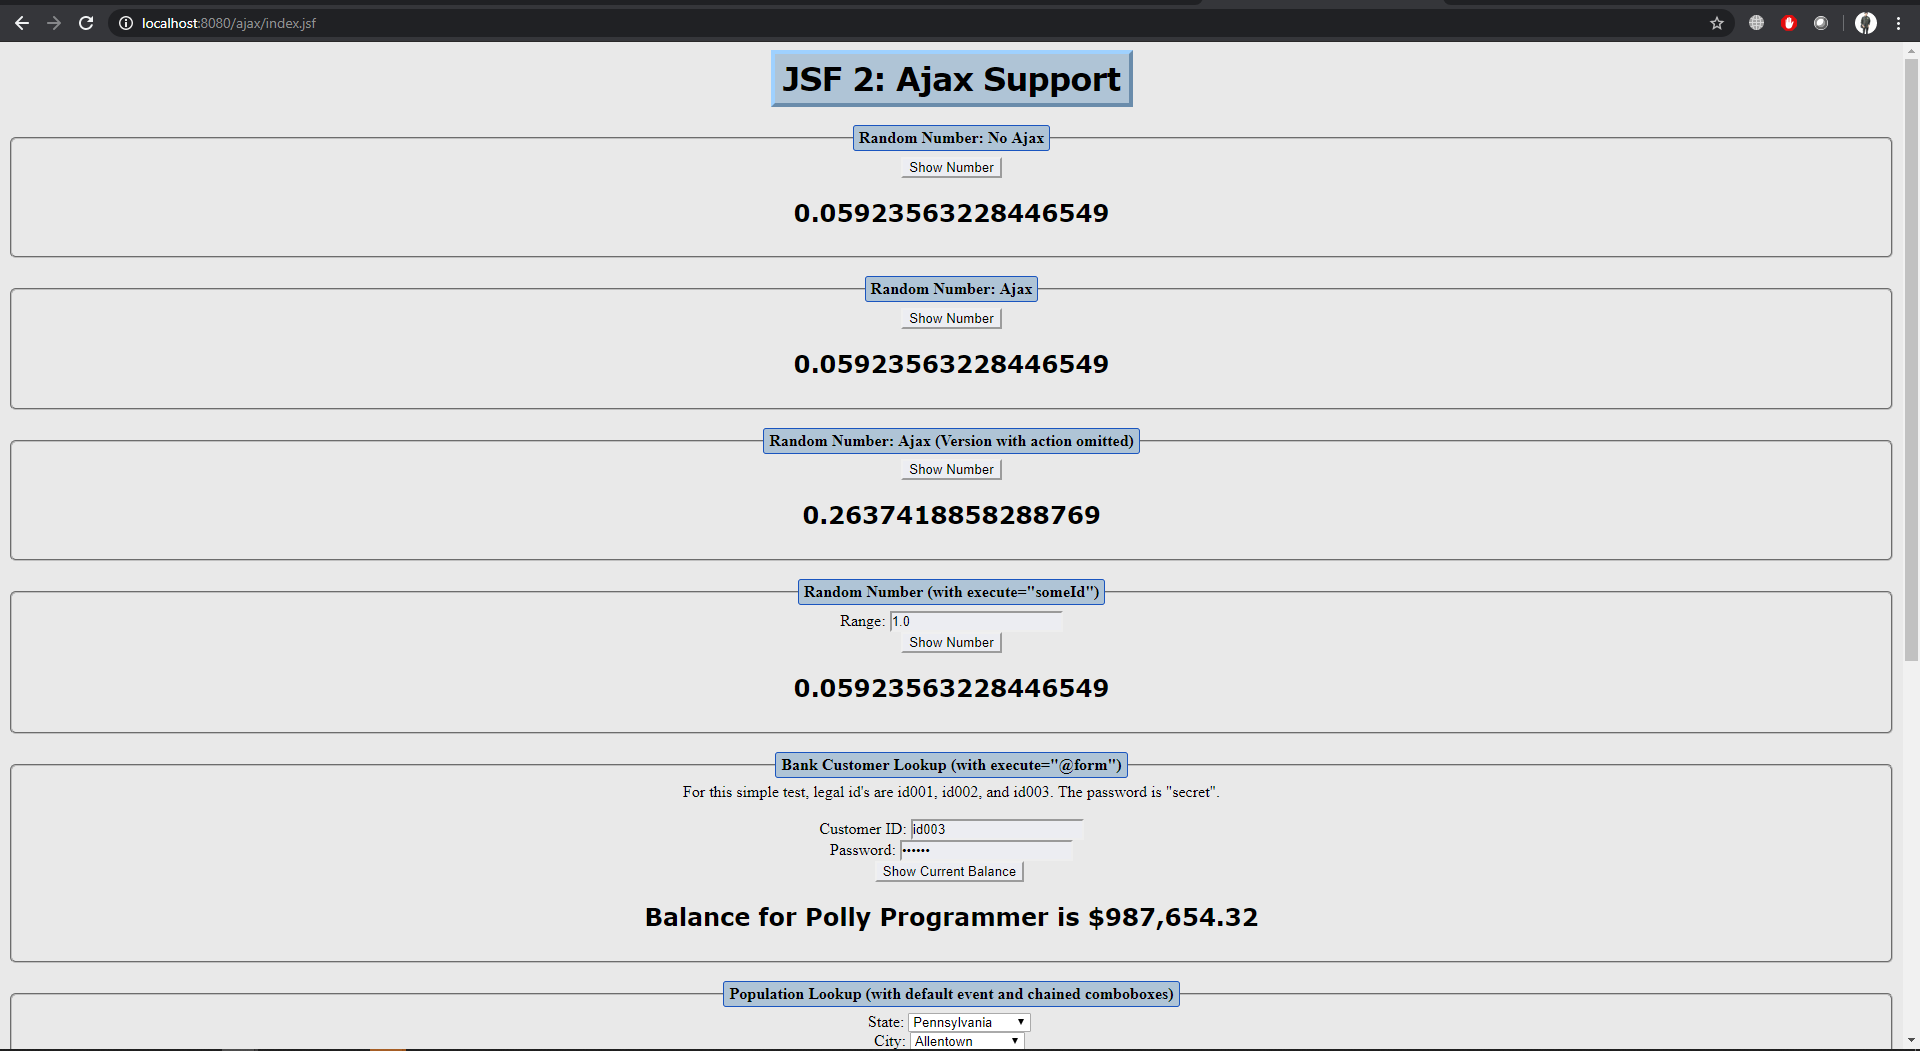 localhost:8080/ajax/index.jsf
JSF 2: Ajax Support
Random Number: No Ajax
Show Number
0.05923563228446549
Random Number: Ajax
Show Number
0.05923563228446549
Random Number: Ajax (Version with action omitted)
Show Number
0.2637418858288769
Random Number (with execute="someId")
Range: 1.0
Show Number
0.05923563228446549
Bank Customer Lookup (with execute="@form")
For this simple test, legal id's are id001, id002, and id003. The password is "secret".
Customer ID: id003
Password: ••••••
Show Current Balance
Balance for Polly Programmer is $987,654.32
Population Lookup (with default event and chained comboboxes)
State: Pennsylvania
City: Allentown